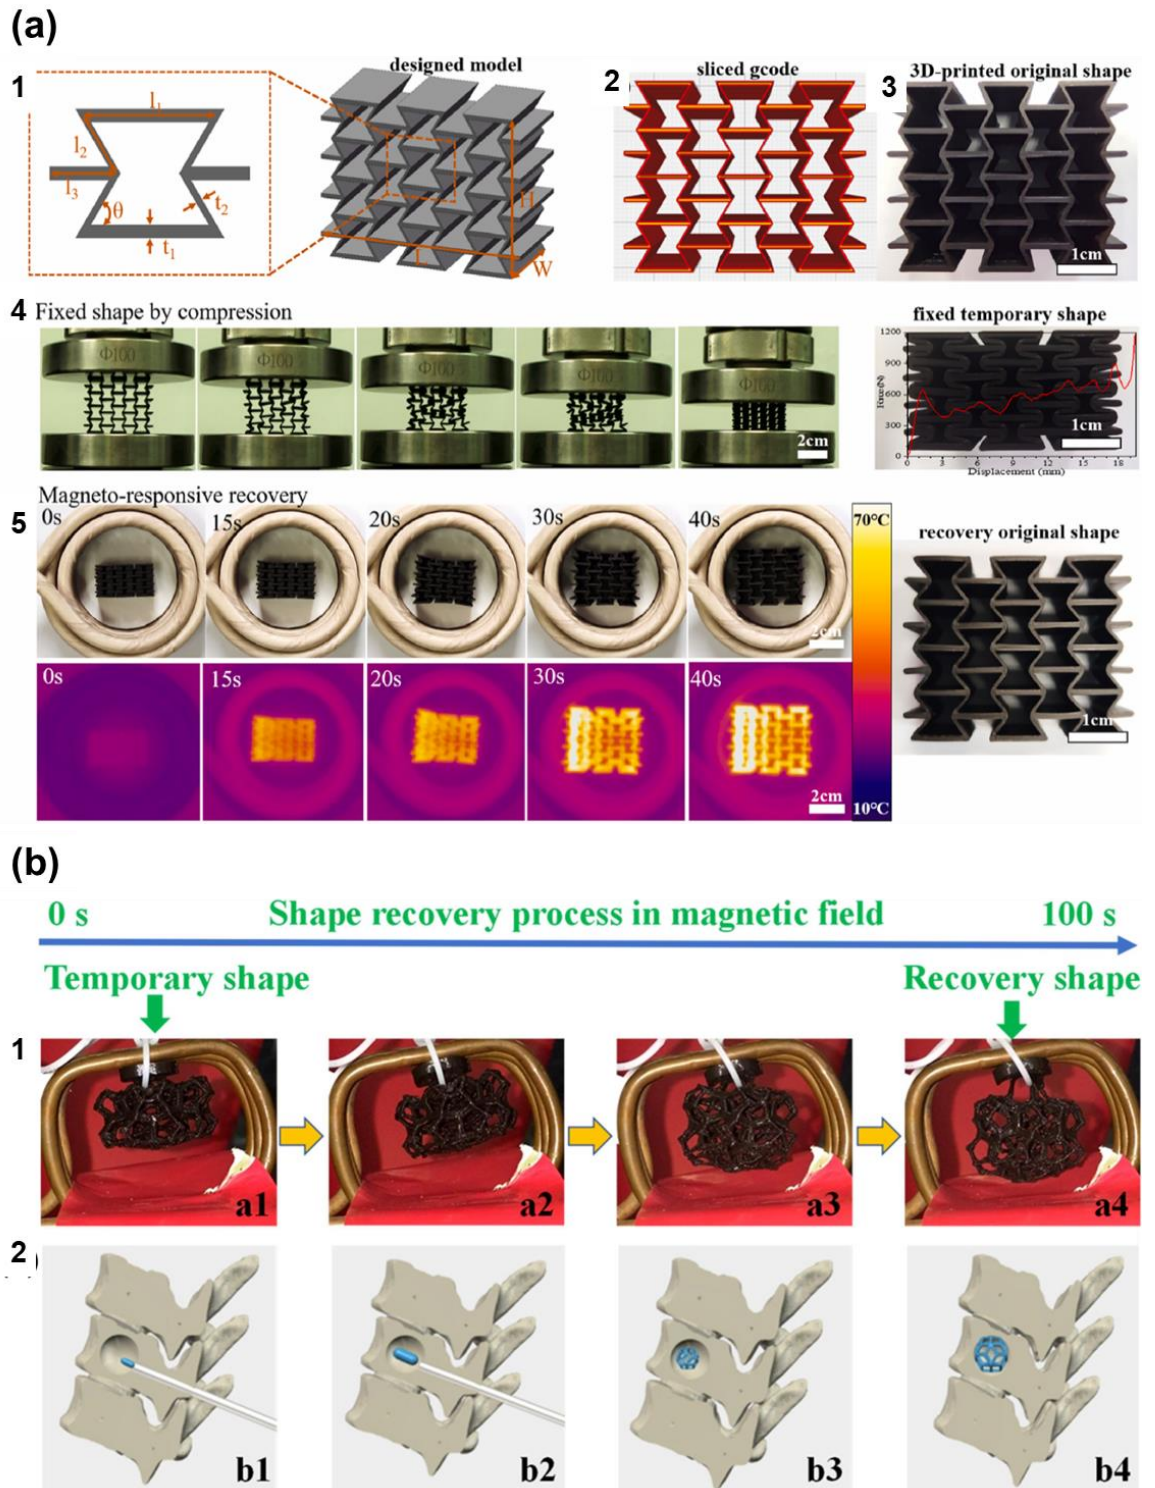 (a)
1
designed model
l₁
l₂
l₃
θ
t₂
t₁
H
L
W
2
sliced gcode
3
3D-printed original shape
1cm
4 Fixed shape by compression
Φ100
Φ100
Φ100
Φ100
Φ100
2cm
fixed temporary shape
1200
900
600
300
0
Force(N)
0 3 6 9 12 15 18
Displacement (mm)
1cm
Magneto-responsive recovery
5
0s 15s 20s 30s 40s
2cm
0s 15s 20s 30s 40s
2cm
70°C
10°C
recovery original shape
1cm
(b)
0 s Shape recovery process in magnetic field 100 s
Temporary shape Recovery shape
1
a1 a2 a3 a4
2
b1 b2 b3 b4